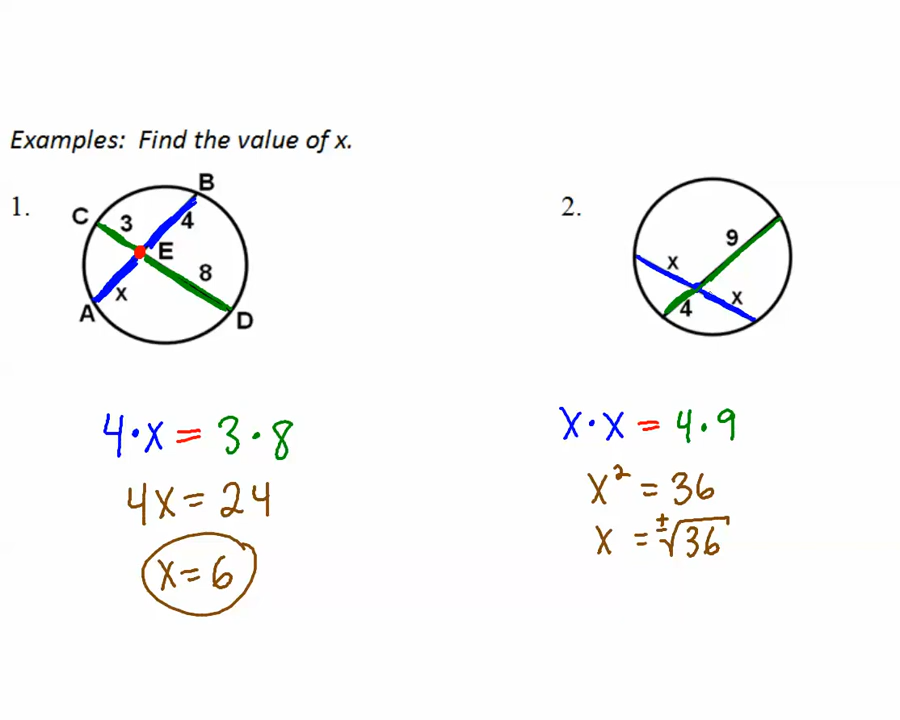 Examples: Find the value of x.
1.
B
C
3
4
E
8
x
A
D
4·x = 3·8
4x = 24
x = 6
2.
9
x
x
4
x·x = 4·9
x² = 36
x = ±√36